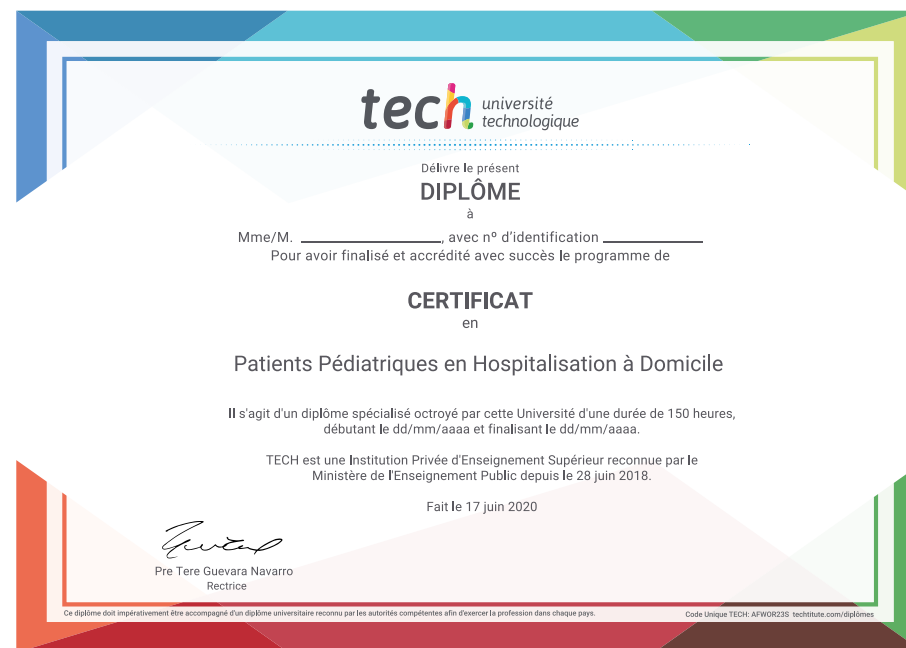 tech université
technologique
Délivre le présent
DIPLÔME
à
Mme/M. ____________________, avec nº d'identification ______________
Pour avoir finalisé et accrédité avec succès le programme de
CERTIFICAT
en
Patients Pédiatriques en Hospitalisation à Domicile
Il s'agit d'un diplôme spécialisé octroyé par cette Université d'une durée de 150 heures,
débutant le dd/mm/aaaa et finalisant le dd/mm/aaaa.
TECH est une Institution Privée d'Enseignement Supérieur reconnue par le
Ministère de l'Enseignement Public depuis le 28 juin 2018.
Fait le 17 juin 2020
Pre Tere Guevara Navarro
Rectrice
Ce diplôme doit impérativement être accompagné d'un diplôme universitaire reconnu par les autorités compétentes afin d'exercer la profession dans chaque pays.
Code Unique TECH: AFWOR23S techtitute.com/diplômes